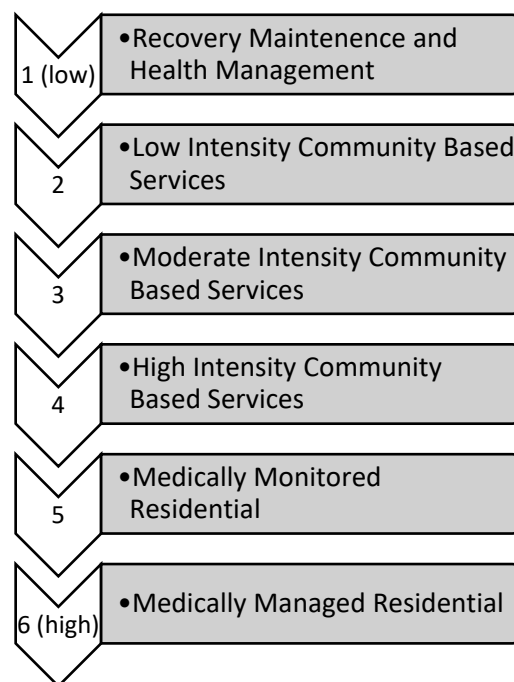 1 (low)
•Recovery Maintenence and
Health Management
2
•Low Intensity Community Based
Services
3
•Moderate Intensity Community
Based Services
4
•High Intensity Community
Based Services
5
•Medically Monitored
Residential
6 (high)
•Medically Managed Residential